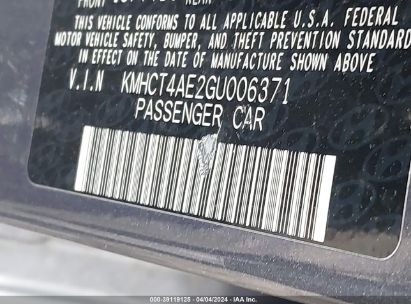 THIS VEHICLE CONFORMS TO ALL APPLICABLE U.S.A. FEDERAL
MOTOR VEHICLE SAFETY, BUMPER, AND THEFT PREVENTION STANDARD
IN EFFECT ON THE DATE OF MANUFACTURE SHOWN ABOVE
V.I.N KMHCT4AE2GU006371
PASSENGER CAR
000-39119125 - 04/04/2024 - IAA Inc.